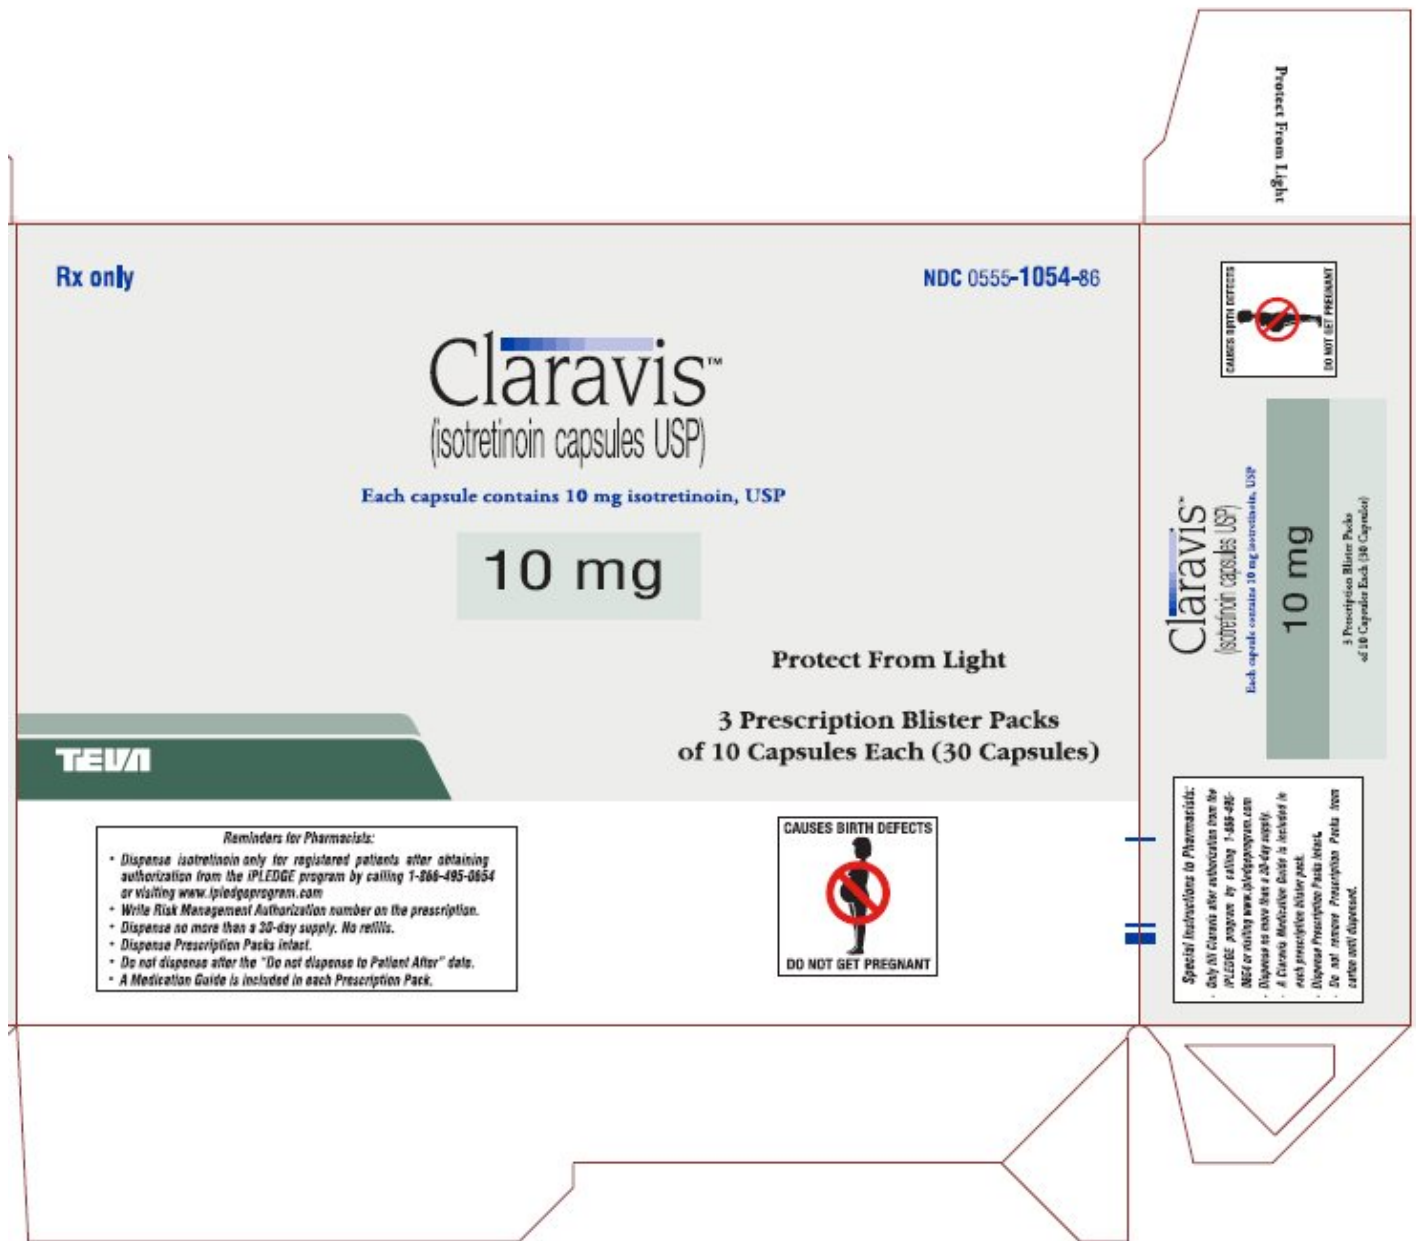 Protect From Light
Rx only
NDC 0555-1054-86
Claravis™
(isotretinoin capsules USP)
Each capsule contains 10 mg isotretinoin, USP
10 mg
Protect From Light
3 Prescription Blister Packs
of 10 Capsules Each (30 Capsules)
TEVA
Reminders for Pharmacists:
• Dispense isotretinoin only for registered patients after obtaining
authorization from the iPLEDGE program by calling 1-866-495-0654
or visiting www.ipledgeprogram.com
• Write Risk Management Authorization number on the prescription.
• Dispense no more than a 30-day supply. No refills.
• Dispense Prescription Packs intact.
• Do not dispense after the "Do not dispense to Patient After" date.
• A Medication Guide is included in each Prescription Pack.
CAUSES BIRTH DEFECTS
DO NOT GET PREGNANT
CAUSES BIRTH DEFECTS
DO NOT GET PREGNANT
Claravis™
(isotretinoin capsules USP)
Each capsule contains 10 mg isotretinoin, USP
10 mg
3 Prescription Blister Packs
of 10 Capsules Each (30 Capsules)
Special Instructions to Pharmacists:
• Only fill Claravis after authorization from the
iPLEDGE program by calling 1-866-495-
0654 or visiting www.ipledgeprogram.com
• Dispense no more than a 30-day supply.
• A Claravis Medication Guide is included in
each prescription blister pack.
• Dispense Prescription Packs intact.
• Do not remove Prescription Packs from
carton until dispensed.